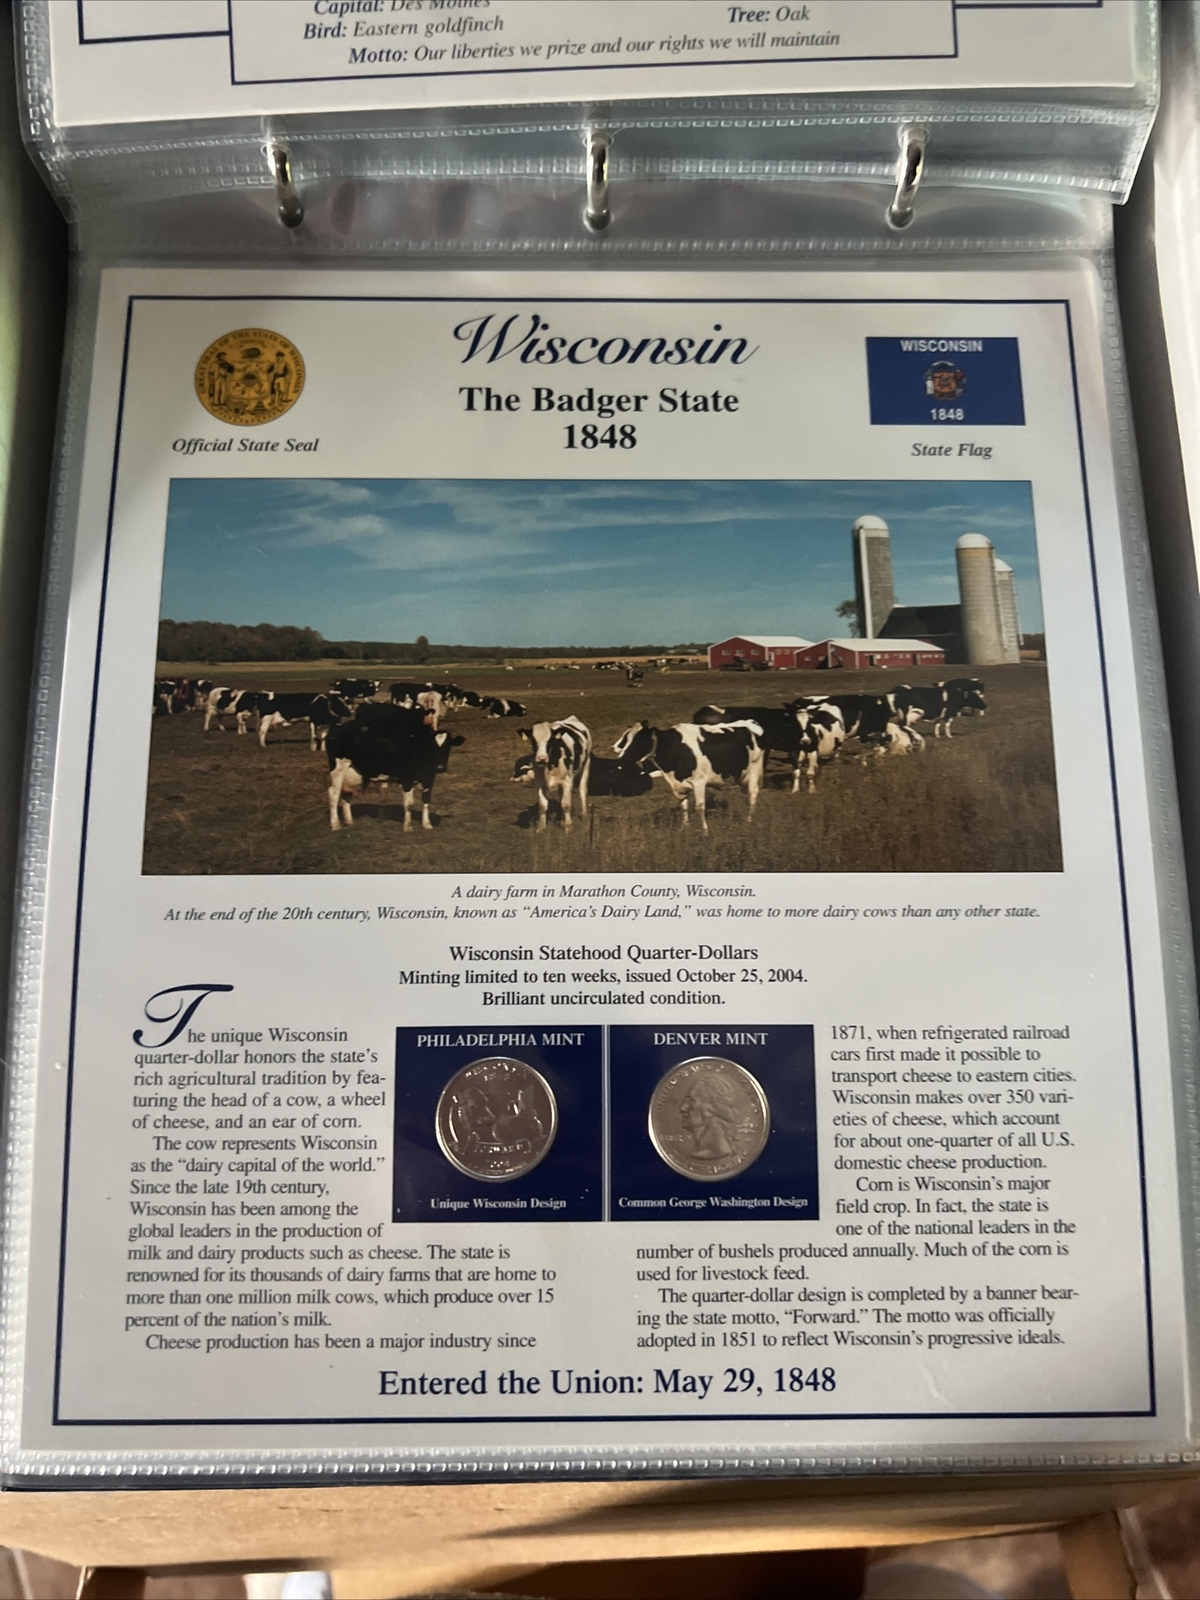 Capital: Des Moines
Bird: Eastern goldfinch
Tree: Oak
Motto: Our liberties we prize and our rights we will maintain
Wisconsin
The Badger State
1848
Official State Seal
WISCONSIN
1848
State Flag
A dairy farm in Marathon County, Wisconsin.
At the end of the 20th century, Wisconsin, known as “America’s Dairy Land,” was home to more dairy cows than any other state.
Wisconsin Statehood Quarter-Dollars
Minting limited to ten weeks, issued October 25, 2004.
Brilliant uncirculated condition.
The unique Wisconsin
quarter-dollar honors the state’s
rich agricultural tradition by fea-
turing the head of a cow, a wheel
of cheese, and an ear of corn.
The cow represents Wisconsin
as the “dairy capital of the world.”
Since the late 19th century,
Wisconsin has been among the
global leaders in the production of
milk and dairy products such as cheese. The state is
renowned for its thousands of dairy farms that are home to
more than one million milk cows, which produce over 15
percent of the nation’s milk.
Cheese production has been a major industry since
PHILADELPHIA MINT
Unique Wisconsin Design
DENVER MINT
Common George Washington Design
1871, when refrigerated railroad
cars first made it possible to
transport cheese to eastern cities.
Wisconsin makes over 350 vari-
eties of cheese, which account
for about one-quarter of all U.S.
domestic cheese production.
Corn is Wisconsin’s major
field crop. In fact, the state is
one of the national leaders in the
number of bushels produced annually. Much of the corn is
used for livestock feed.
The quarter-dollar design is completed by a banner bear-
ing the state motto, “Forward.” The motto was officially
adopted in 1851 to reflect Wisconsin’s progressive ideals.
Entered the Union: May 29, 1848